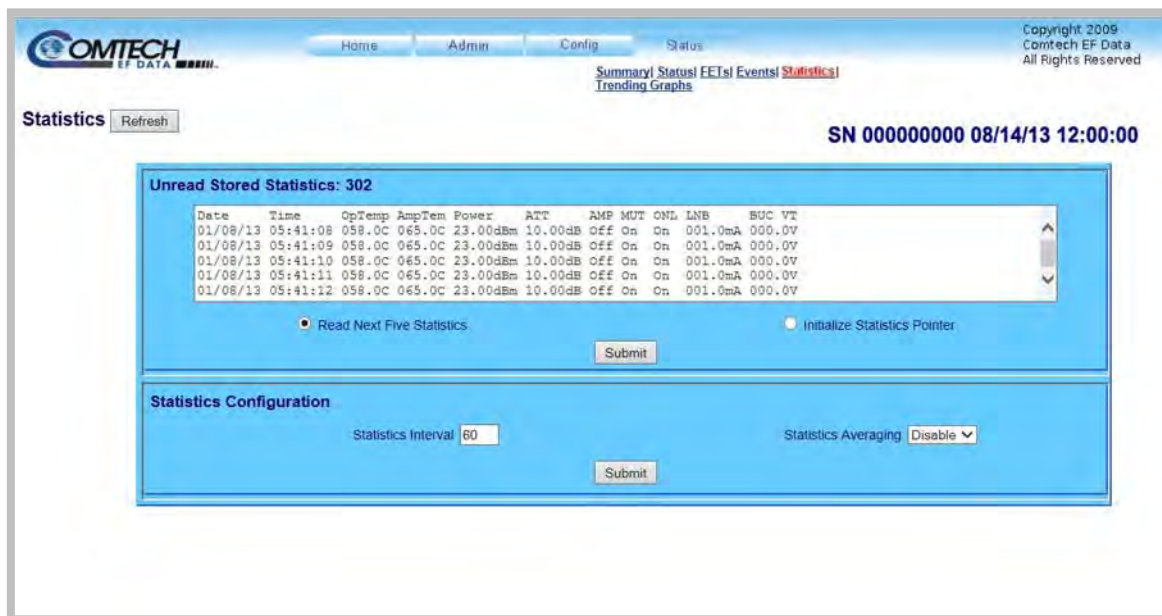 COMTECH
EF DATA
Home Admin Config Status
Copyright 2009
Comtech EF Data
All Rights Reserved
Summary| Status| FETs| Events| Statistics|
Trending Graphs
Statistics Refresh
SN 000000000 08/14/13 12:00:00
Unread Stored Statistics: 302
Date Time OpTemp AmpTem Power ATT AMP MUT ONL LNB BUC VT
01/08/13 05:41:08 058.0C 065.0C 23.00dBm 10.00dB Off On On 001.0mA 000.0V
01/08/13 05:41:09 058.0C 065.0C 23.00dBm 10.00dB Off On On 001.0mA 000.0V
01/08/13 05:41:10 058.0C 065.0C 23.00dBm 10.00dB Off On On 001.0mA 000.0V
01/08/13 05:41:11 058.0C 065.0C 23.00dBm 10.00dB Off On On 001.0mA 000.0V
01/08/13 05:41:12 058.0C 065.0C 23.00dBm 10.00dB Off On On 001.0mA 000.0V
Read Next Five Statistics Initialize Statistics Pointer
Submit
Statistics Configuration
Statistics Interval 60 Statistics Averaging Disable
Submit